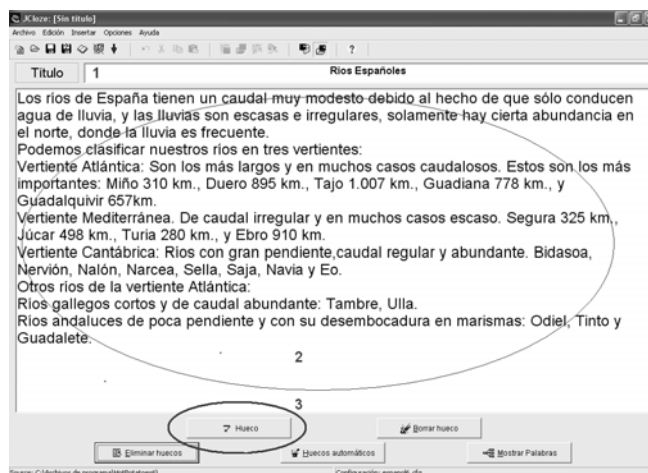 JCloze: [Sin título]
Archivo Edición Insertar Opciones Ayuda
Título 1 Rios Españoles
Los rios de España tienen un caudal muy modesto debido al hecho de que sólo conducen
agua de lluvia, y las lluvias son escasas e irregulares, solamente hay cierta abundancia en
el norte, donde la lluvia es frecuente.
Podemos clasificar nuestros rios en tres vertientes:
Vertiente Atlántica: Son los más largos y en muchos casos caudalosos. Estos son los más
importantes: Miño 310 km., Duero 895 km., Tajo 1.007 km., Guadiana 778 km., y
Guadalquivir 657km.
Vertiente Mediterránea. De caudal irregular y en muchos casos escaso. Segura 325 km.,
Júcar 498 km., Turia 280 km., y Ebro 910 km.
Vertiente Cantábrica: Rios con gran pendiente,caudal regular y abundante. Bidasoa,
Nervión, Nalón, Narcea, Sella, Saja, Navia y Eo.
Otros rios de la vertiente Atlántica:
Rios gallegos cortos y de caudal abundante: Tambre, Ulla.
Rios andaluces de poca pendiente y con su desembocadura en marismas: Odiel, Tinto y
Guadalete.
2
3
Hueco Borrar hueco
Eliminar huecos Huecos automáticos Mostrar Palabras